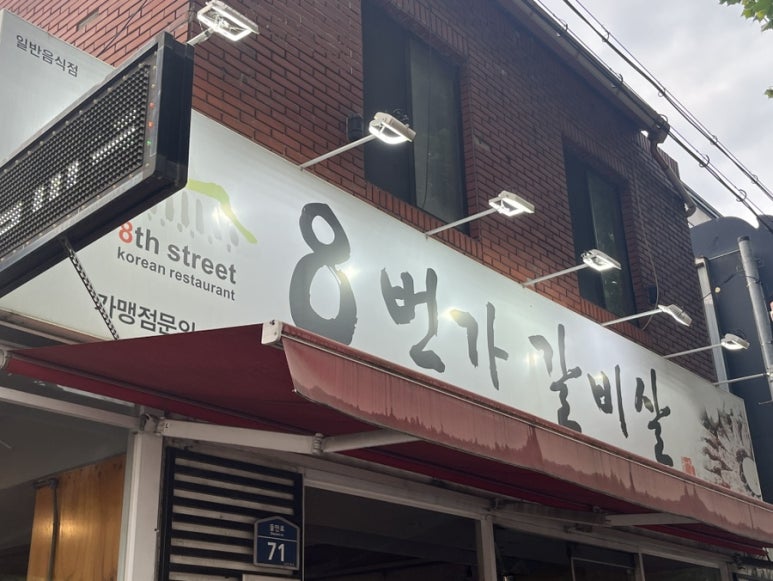 일반음식점
8th street
korean restaurant
가맹점문의
8번가 갈비살
71